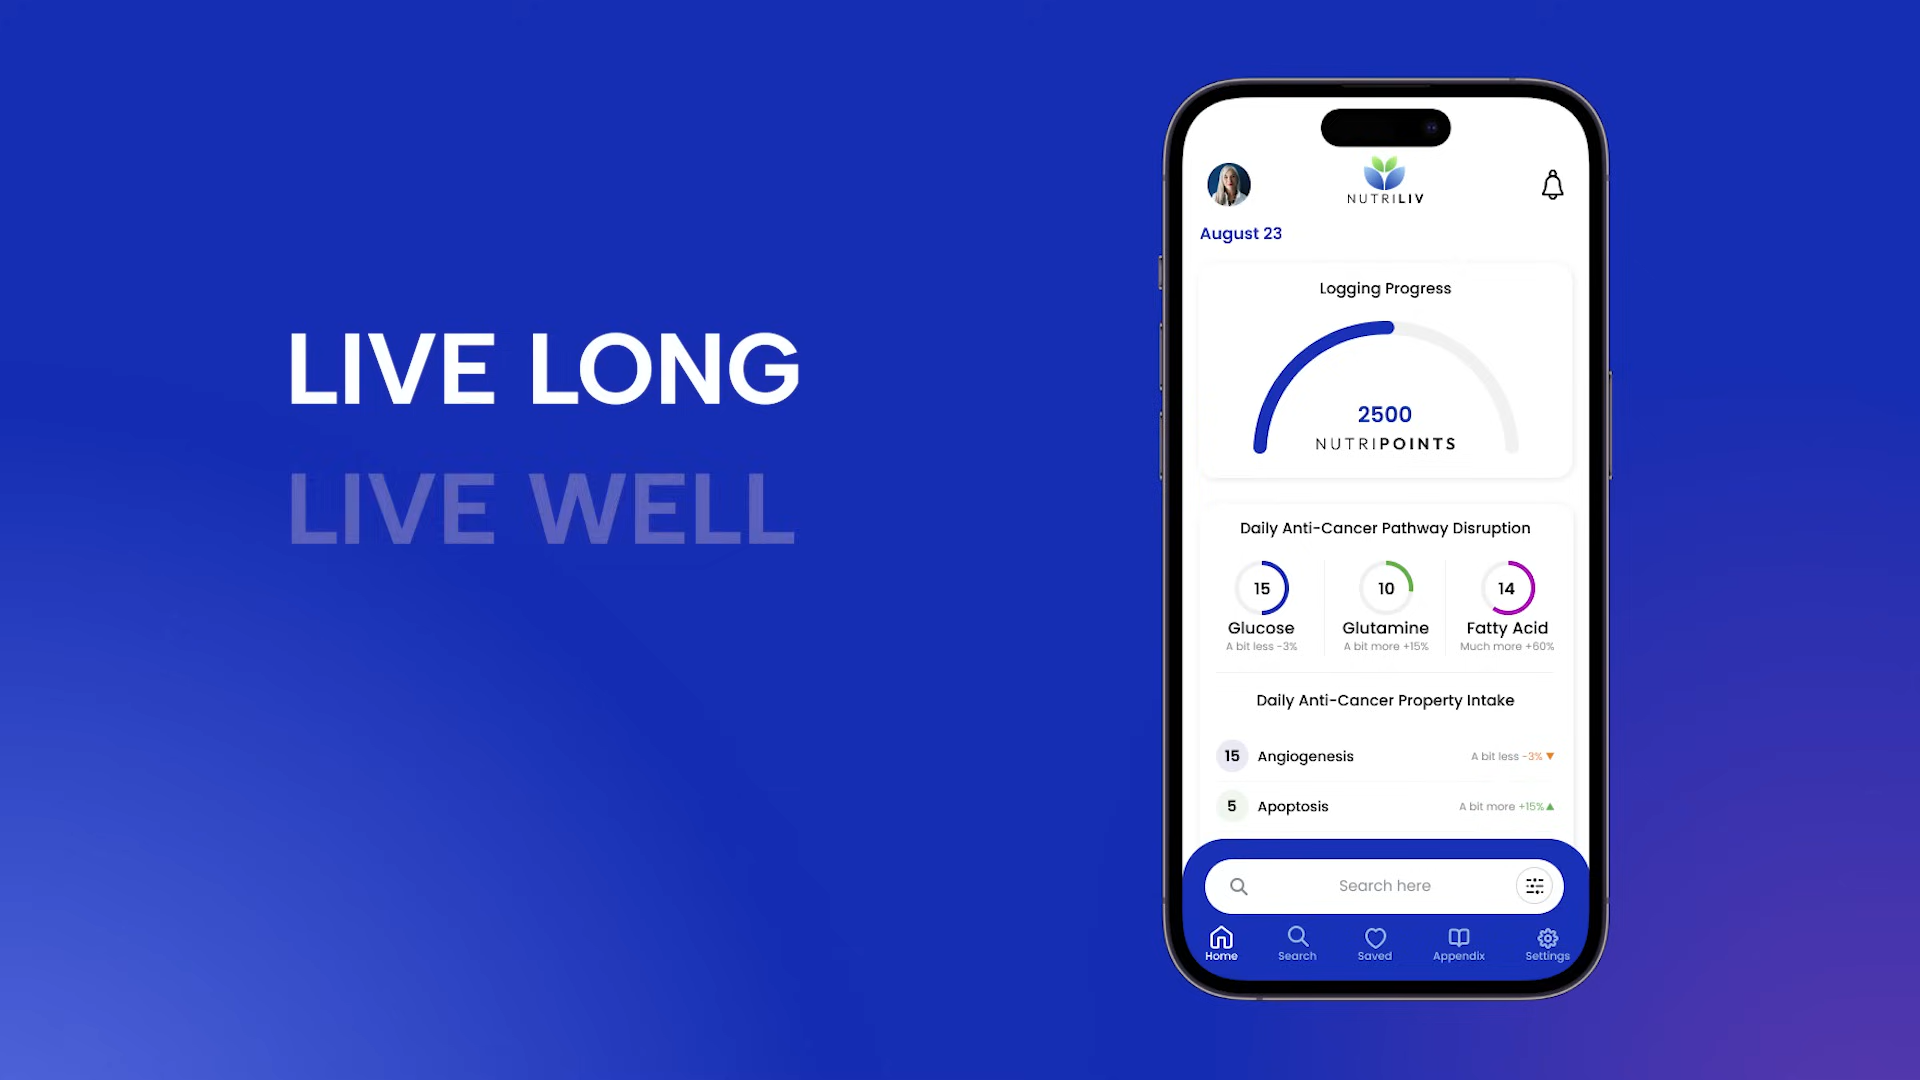 LIVE LONG
LIVE WELL
NUTRILIV
August 23
Logging Progress
2500
NUTRIPOINTS
Daily Anti-Cancer Pathway Disruption
15
Glucose
A bit less -3%
10
Glutamine
A bit more +15%
14
Fatty Acid
Much more +60%
Daily Anti-Cancer Property Intake
15 Angiogenesis A bit less -3%
5 Apoptosis A bit more +15%
Search here
Home Search Saved Appendix Settings